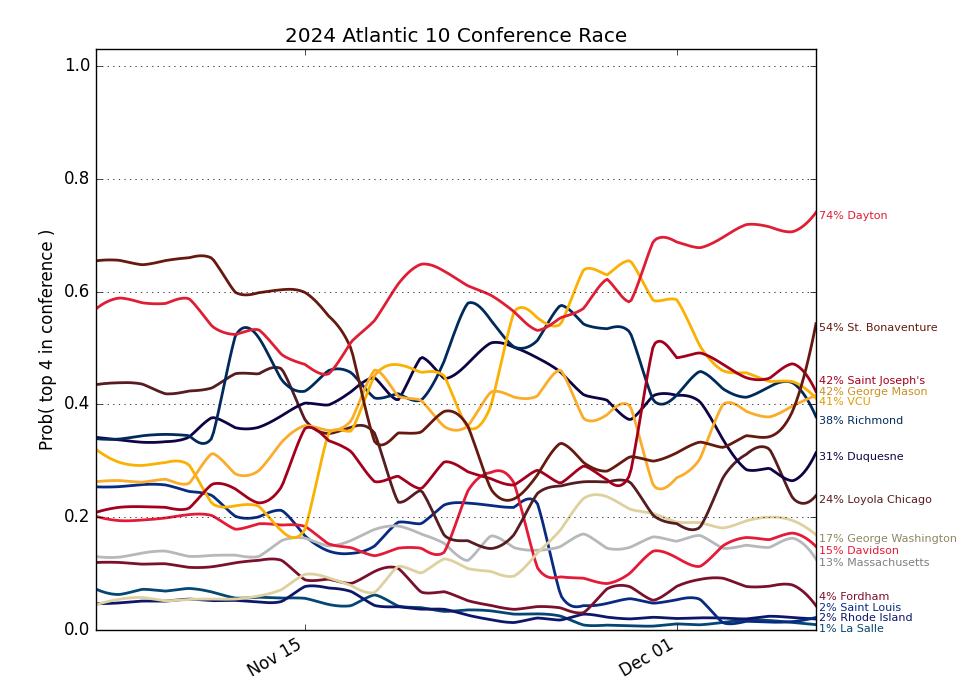 2024 Atlantic 10 Conference Race
Prob( top 4 in conference )
1.0
0.8
0.6
0.4
0.2
0.0
Nov 15
Dec 01
74% Dayton
54% St. Bonaventure
42% Saint Joseph's
42% George Mason
41% VCU
38% Richmond
31% Duquesne
24% Loyola Chicago
17% George Washington
15% Davidson
13% Massachusetts
4% Fordham
2% Saint Louis
2% Rhode Island
1% La Salle